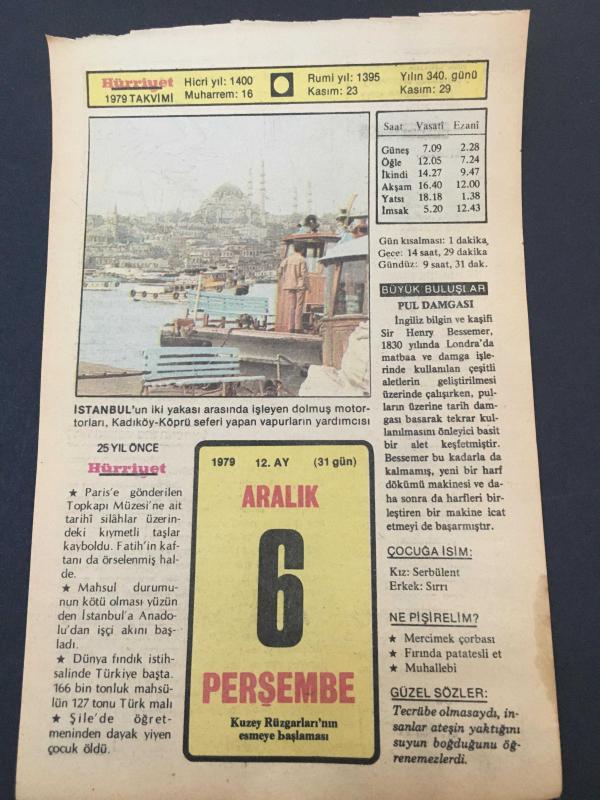 Hürriyet
1979 TAKVİMİ
Hicri yıl: 1400
Muharrem: 16
Rumi yıl: 1395
Kasım: 23
Yılın 340. günü
Kasım: 29
Saat Vasatî Ezanî
Güneş 7.09 2.28
Öğle 12.05 7.24
İkindi 14.27 9.47
Akşam 16.40 12.00
Yatsı 18.18 1.38
İmsak 5.20 12.43
Gün kısalması: 1 dakika
Gece: 14 saat, 29 dakika
Gündüz: 9 saat, 31 dak.
BÜYÜK BULUŞLAR
PUL DAMGASI
İngiliz bilgin ve kaşifi
Sir Henry Bessemer,
1830 yılında Londra'da
matbaa ve damga işle-
rinde kullanılan çeşitli
aletlerin geliştirilmesi
üzerinde çalışırken, pul-
ların üzerine tarih dam-
gası basarak tekrar kul-
lanılmasını önleyici basit
bir alet keşfetmiştir.
Bessemer bu kadarla da
kalmamış, yeni bir harf
dökümü makinesi ve da-
ha sonra da harfleri bir-
leştiren bir makine icat
etmeyi de başarmıştır.
ÇOCUĞA İSİM:
Kız: Serbülent
Erkek: Sırrı
NE PİŞİRELİM?
★ Mercimek çorbası
★ Fırında patatesli et
★ Muhallebi
GÜZEL SÖZLER:
Tecrübe olmasaydı, in-
sanlar ateşin yaktığını
suyun boğduğunu öğ-
renemezlerdi.
İSTANBUL'un iki yakası arasında işleyen dolmuş motor-
torları, Kadıköy-Köprü seferi yapan vapurların yardımcısı
25 YIL ÖNCE
Hürriyet
★ Paris'e gönderilen
Topkapı Müzesi'ne ait
tarihî silâhlar üzerin-
deki kıymetli taşlar
kayboldu. Fatih'in kaf-
tanı da örselenmiş hal-
de.
★ Mahsul durumu-
nun kötü olması yüzün
den İstanbul'a Anado-
lu'dan işçi akını baş-
ladı.
★ Dünya fındık istih-
salinde Türkiye başta.
166 bin tonluk mahsü-
lün 127 tonu Türk malı
★ Şile'de öğret-
meninden dayak yiyen
çocuk öldü.
1979 12. AY (31 gün)
ARALIK
6
PERŞEMBE
Kuzey Rüzgarları'nın
esmeye başlaması